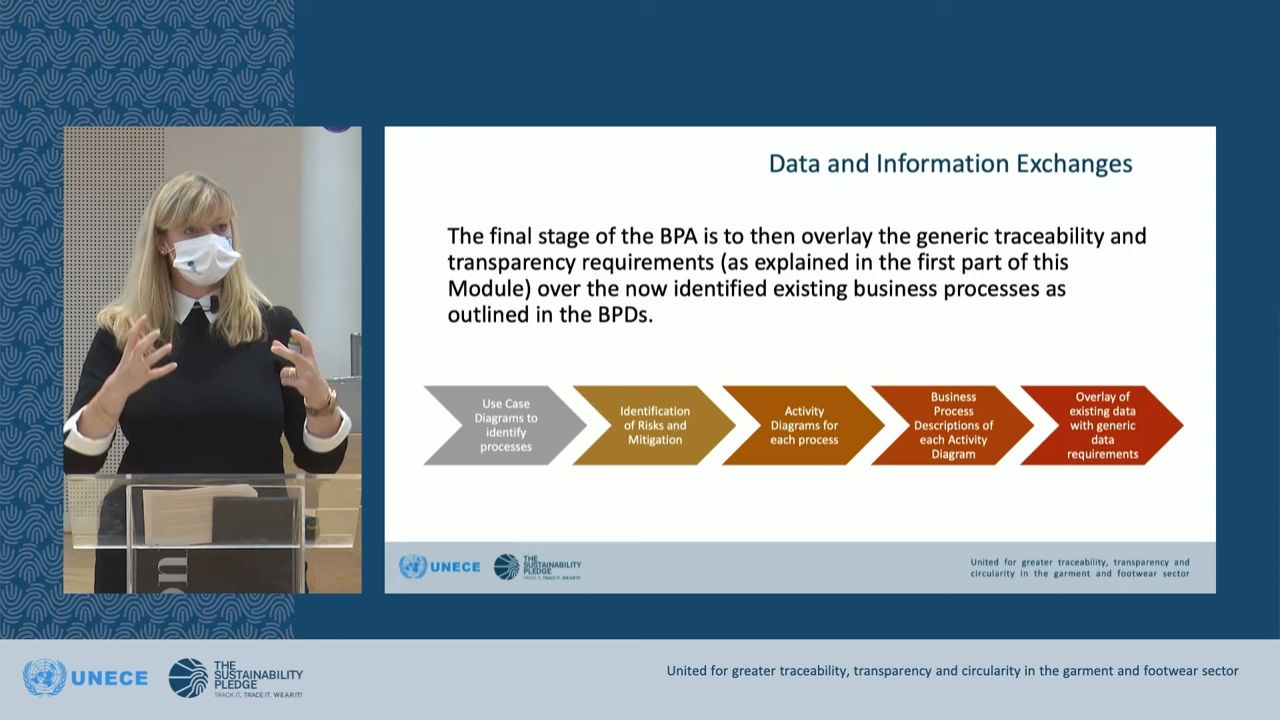 Data and Information Exchanges
The final stage of the BPA is to then overlay the generic traceability and
transparency requirements (as explained in the first part of this
Module) over the now identified existing business processes as
outlined in the BPDs.
Use Case
Diagrams to
identify
processes
Identification
of Risks and
Mitigation
Activity
Diagrams for
each process
Business
Process
Descriptions of
each Activity
Diagram
Overlay of
existing data
with generic
data
requirements
on
UNECE
THE
SUSTAINABILITY
PLEDGE
TRACK IT, TRACE IT, WEAR IT!
United for greater traceability, transparency and
circularity in the garment and footwear sector
UNECE
THE
SUSTAINABILITY
PLEDGE
TRACK IT, TRACE IT, WEAR IT!
United for greater traceability, transparency and circularity in the garment and footwear sector